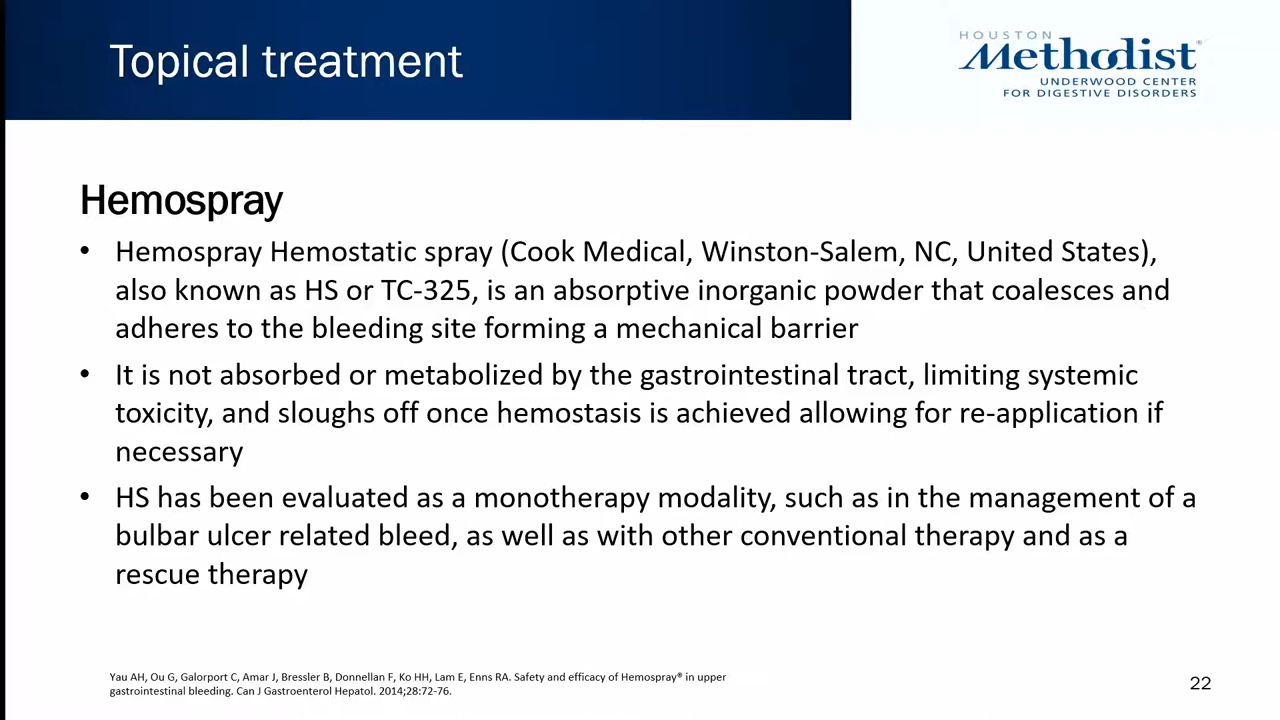 Topical treatment
HOUSTON
Methodist®
UNDERWOOD CENTER
FOR DIGESTIVE DISORDERS
Hemospray
• Hemospray Hemostatic spray (Cook Medical, Winston-Salem, NC, United States),
also known as HS or TC-325, is an absorptive inorganic powder that coalesces and
adheres to the bleeding site forming a mechanical barrier
• It is not absorbed or metabolized by the gastrointestinal tract, limiting systemic
toxicity, and sloughs off once hemostasis is achieved allowing for re-application if
necessary
• HS has been evaluated as a monotherapy modality, such as in the management of a
bulbar ulcer related bleed, as well as with other conventional therapy and as a
rescue therapy
Yau AH, Ou G, Galorport C, Amar J, Bressler B, Donnellan F, Ko HH, Lam E, Enns RA. Safety and efficacy of Hemospray® in upper
gastrointestinal bleeding. Can J Gastroenterol Hepatol. 2014;28:72-76.
22